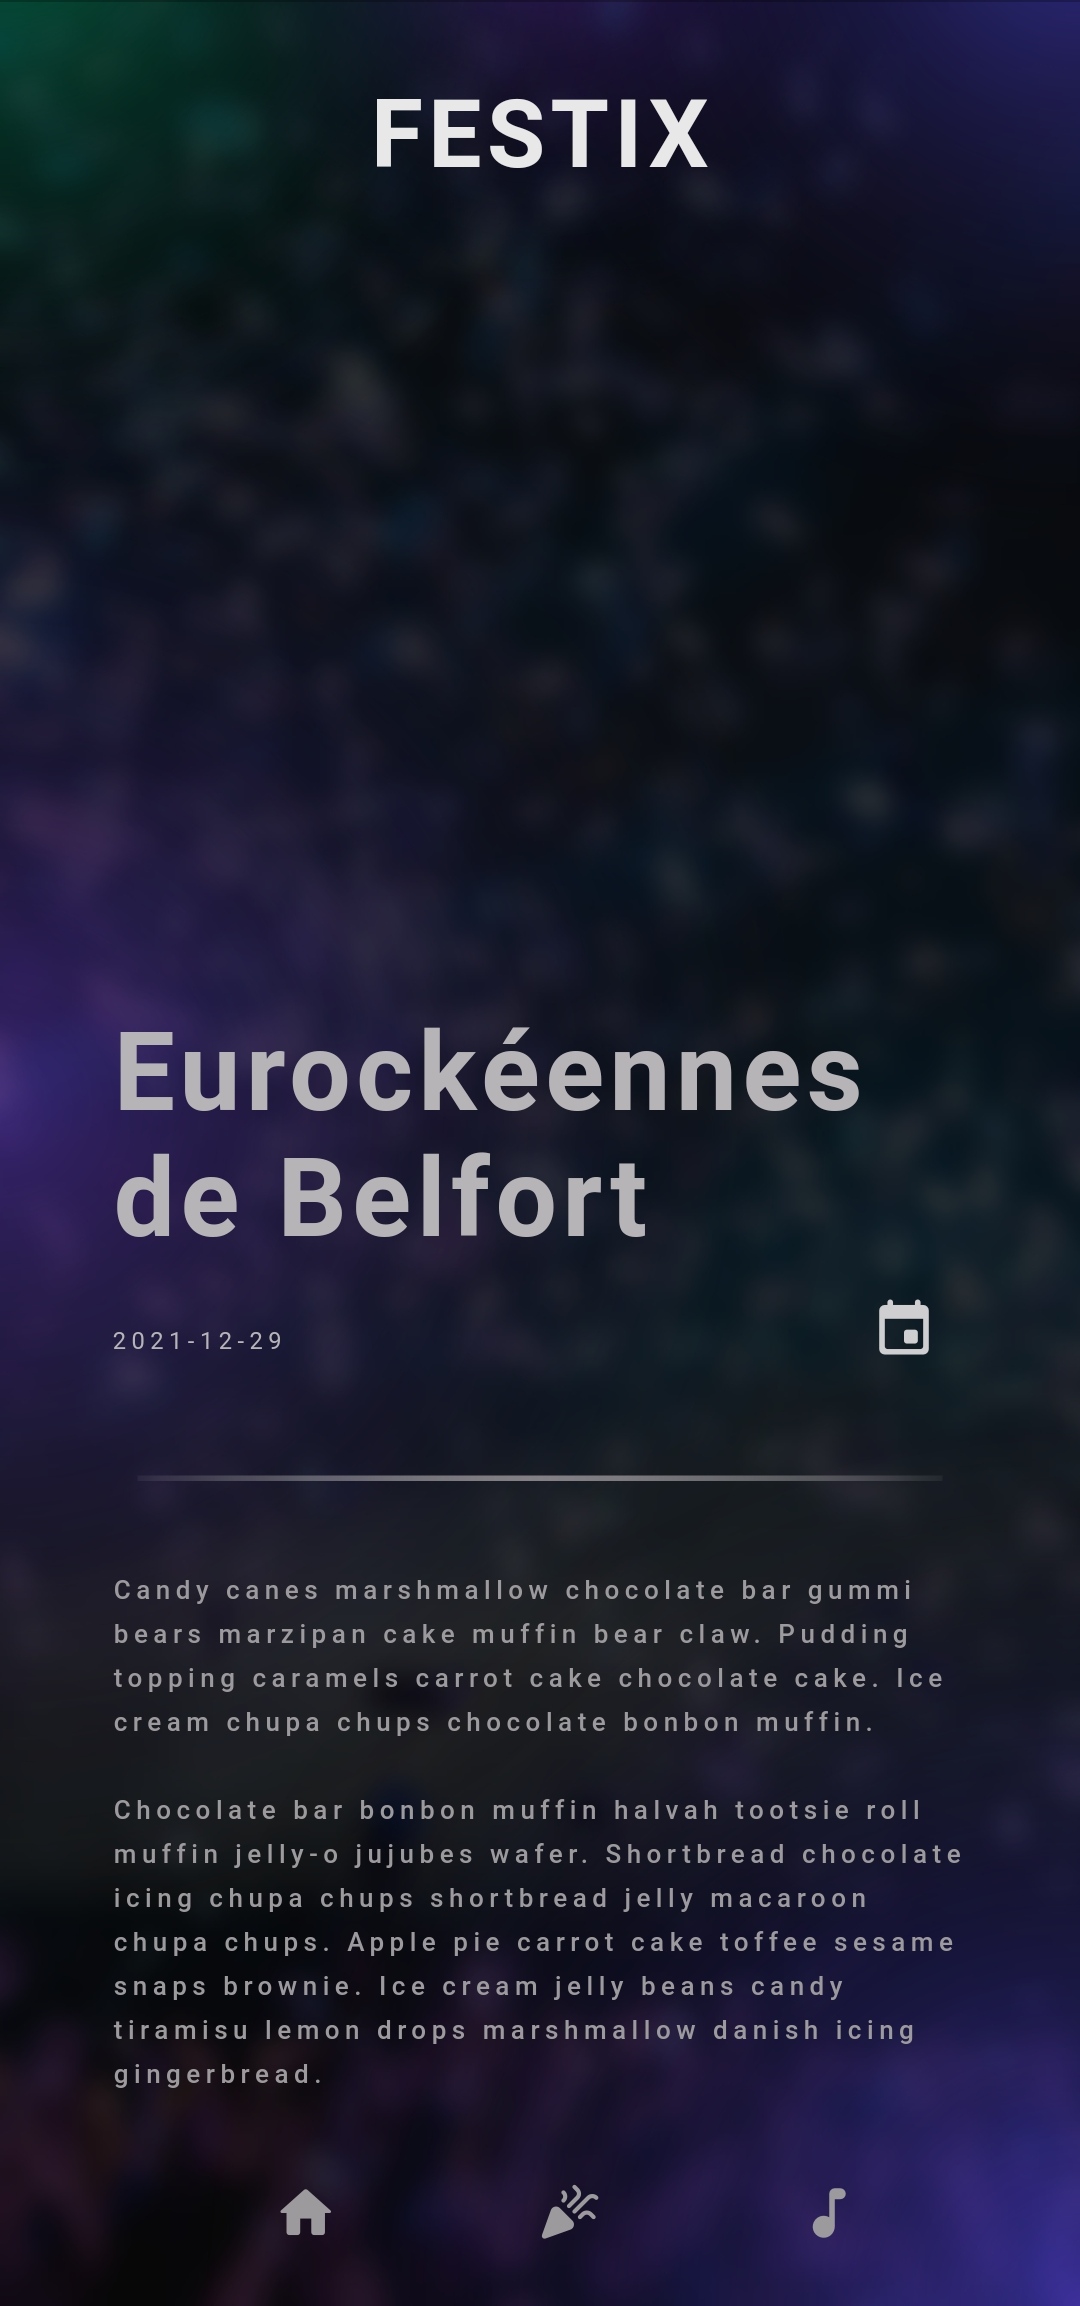 FESTIX
Eurockéennes
de Belfort
2021-12-29
Candy canes marshmallow chocolate bar gummi
bears marzipan cake muffin bear claw. Pudding
topping caramels carrot cake chocolate cake. Ice
cream chupa chups chocolate bonbon muffin.
Chocolate bar bonbon muffin halvah tootsie roll
muffin jelly-o jujubes wafer. Shortbread chocolate
icing chupa chups shortbread jelly macaroon
chupa chups. Apple pie carrot cake toffee sesame
snaps brownie. Ice cream jelly beans candy
tiramisu lemon drops marshmallow danish icing
gingerbread.